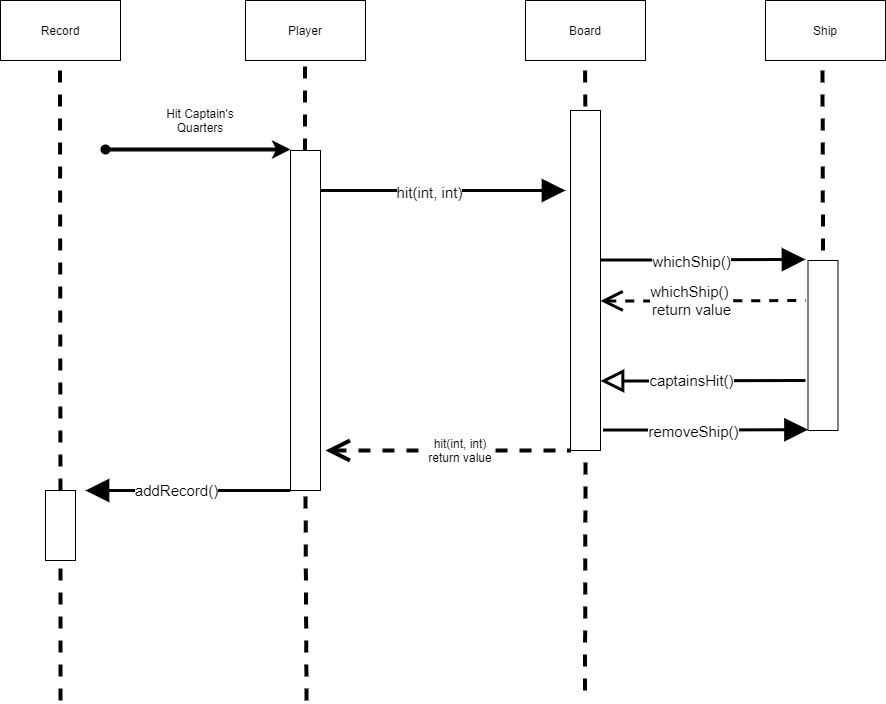 Record
Player
Board
Ship
Hit Captain's
Quarters
hit(int, int)
whichShip()
whichShip()
return value
captainsHit()
removeShip()
hit(int, int)
return value
addRecord()